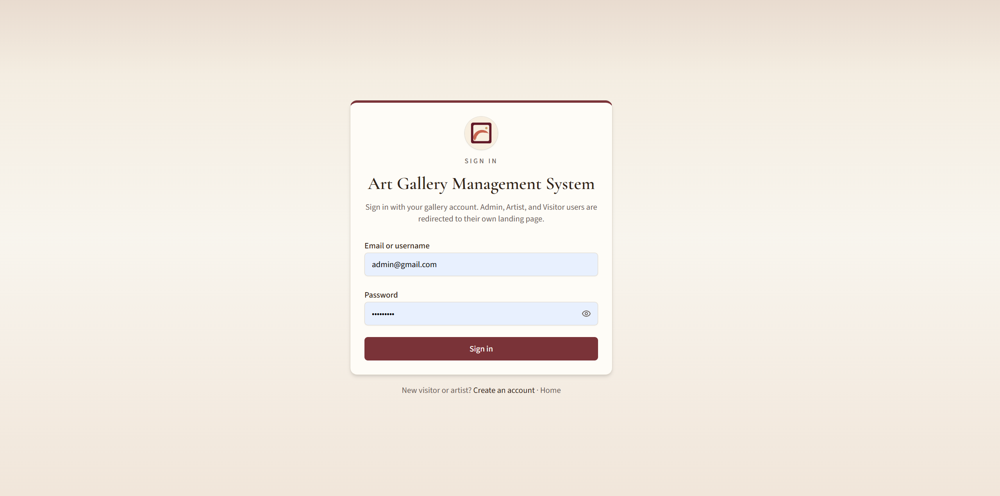 SIGN IN
Art Gallery Management System
Sign in with your gallery account. Admin, Artist, and Visitor users are
redirected to their own landing page.
Email or username
admin@gmail.com
Password
•••••••••
Sign in
New visitor or artist? Create an account · Home